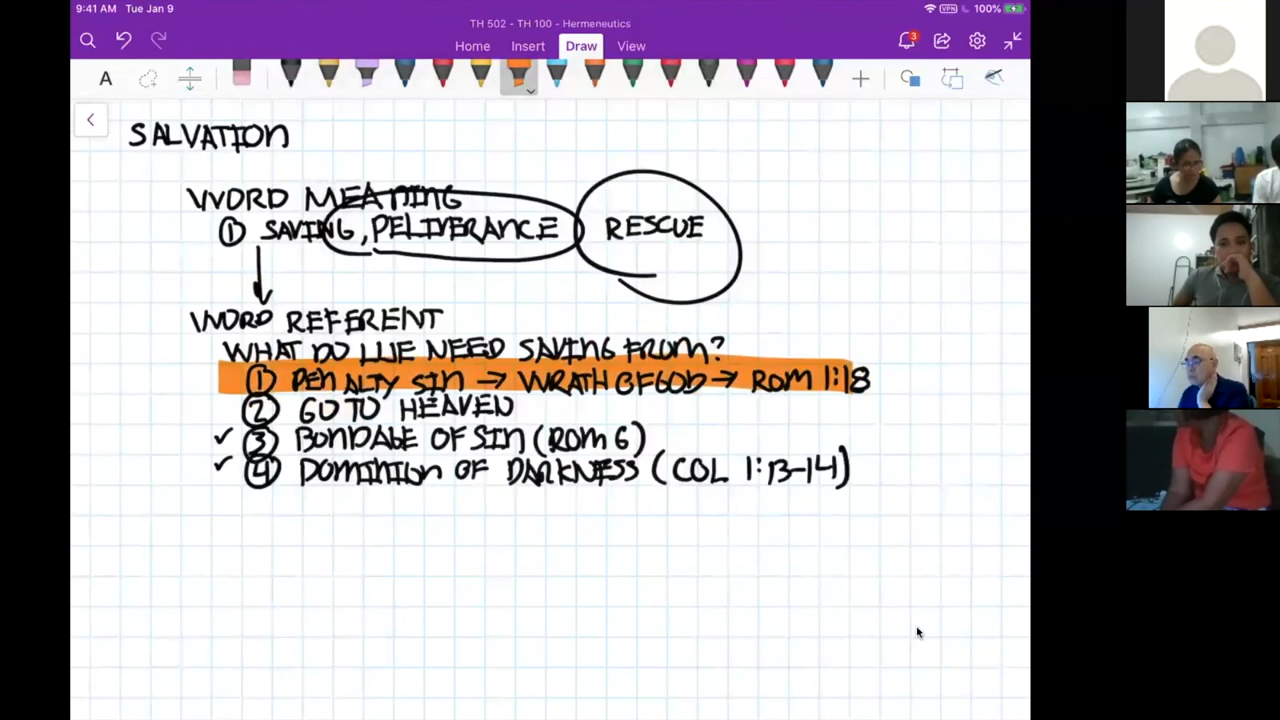 9:41 AM Tue Jan 9
VPN 100%
TH 502 - TH 100 - Hermeneutics
Home Insert Draw View
3
A
SALVATION
WORD MEANING
① SAVING, DELIVERANCE RESCUE
WORD REFERENT
WHAT DO WE NEED SAVING FROM?
① PENALTY SIN → WRATH OF GOD → ROM 1:18
② GO TO HEAVEN
✓ ③ BONDAGE OF SIN (ROM 6)
✓ ④ DOMINION OF DARKNESS (COL 1:13-14)